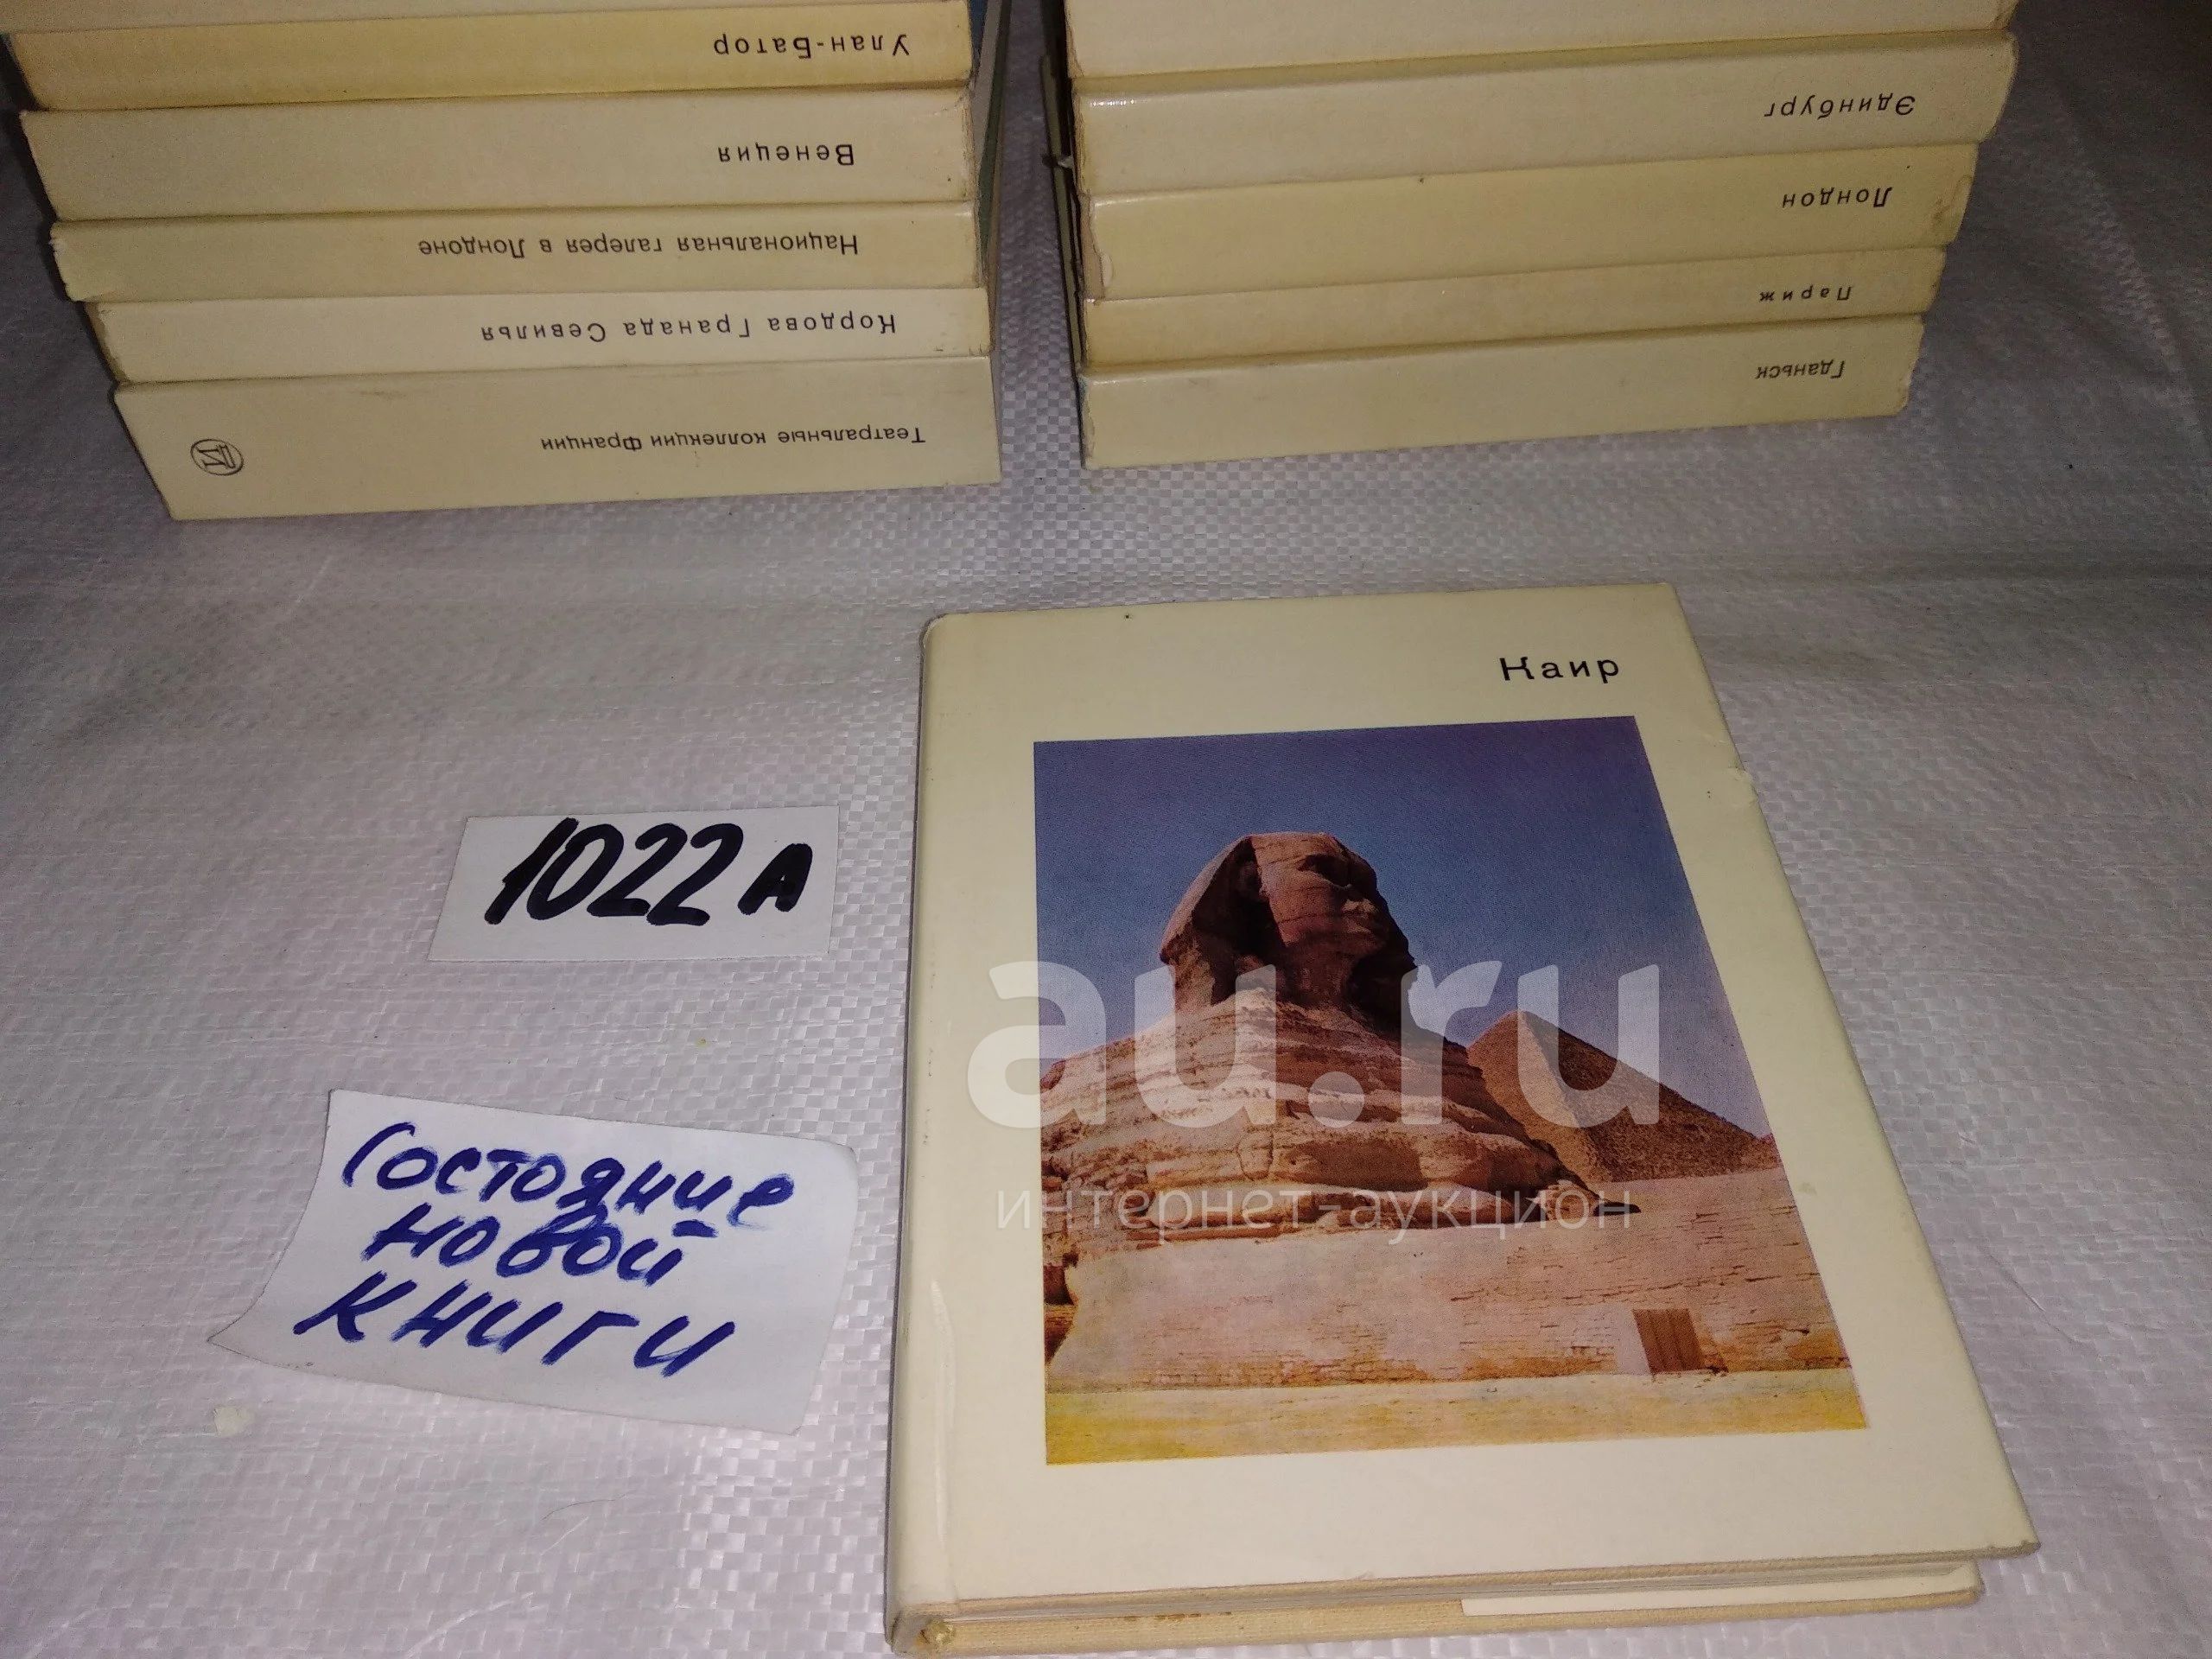 Улан-Батор
Венеция
Национальная галерея в Лондоне
Кордова Гранада Севилья
Театральные коллекции Франции
Эдинбург
Лондон
Париж
Гданьск
Каир
1022А
Состояние
новой
книги
au.ru
интернет-аукцион